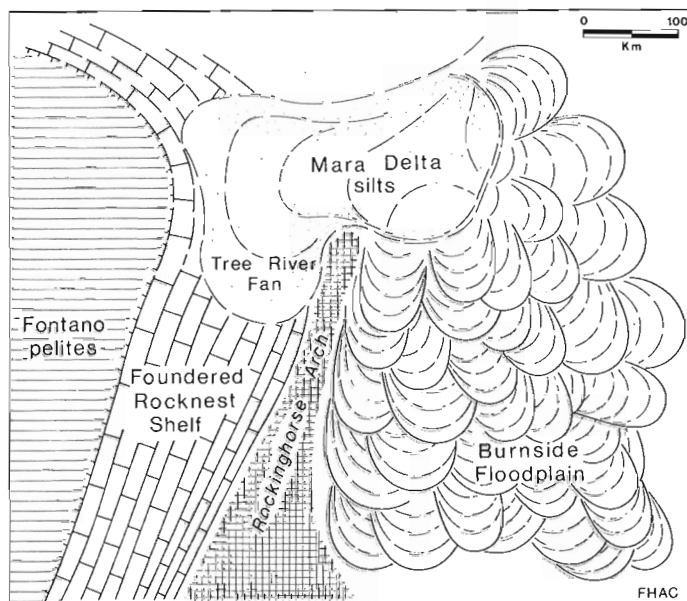 0 100
Km
Mara Delta
silts
Tree River
Fan
Fontano
pelites
Foundered
Rocknest
Shelf
Rockinghorse Arch
Burnside
Floodplain
FHAC